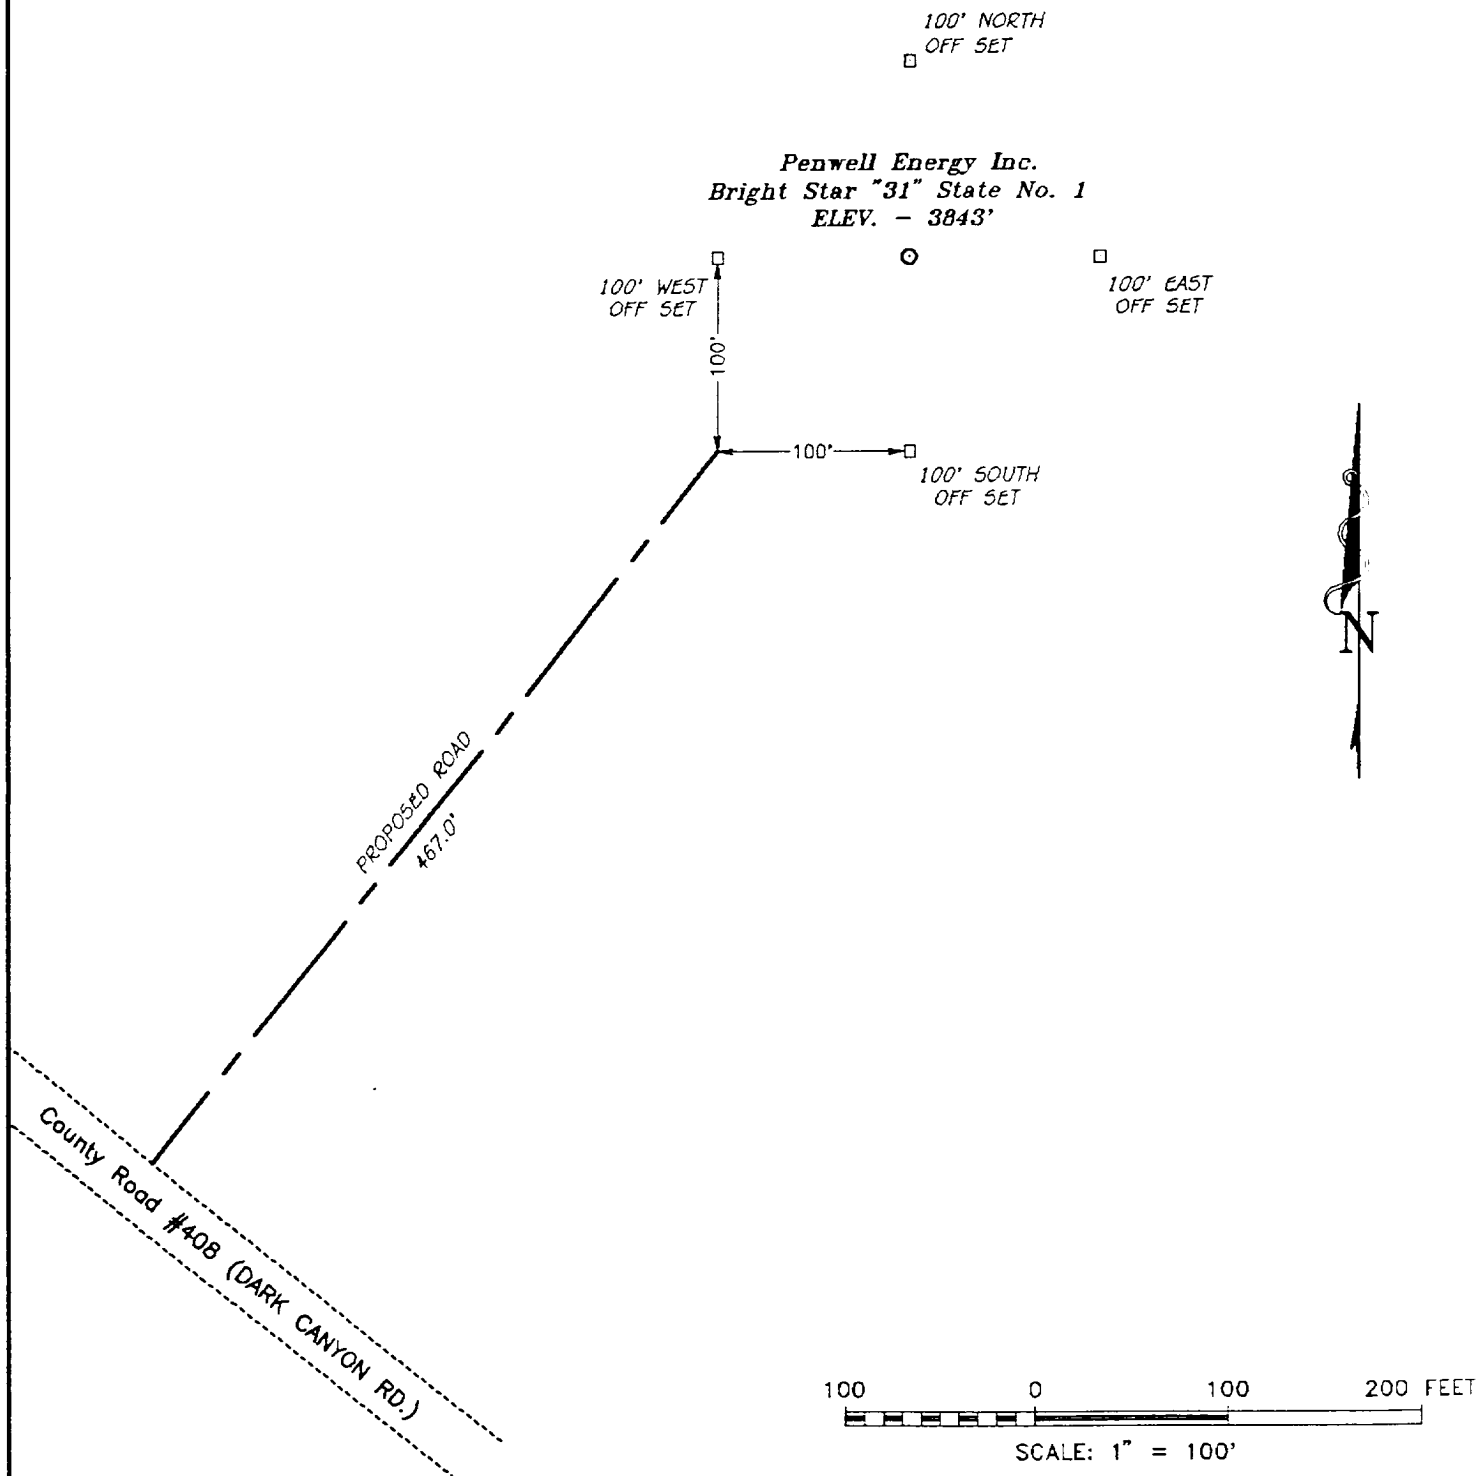 100' NORTH
OFF SET
Penwell Energy Inc.
Bright Star "31" State No. 1
ELEV. - 3843'
100' WEST
OFF SET
100' EAST
OFF SET
100'
100'
100' SOUTH
OFF SET
N
PROPOSED ROAD
467.0'
County Road #408 (DARK CANYON RD.)
100 0 100 200 FEET
SCALE: 1" = 100'